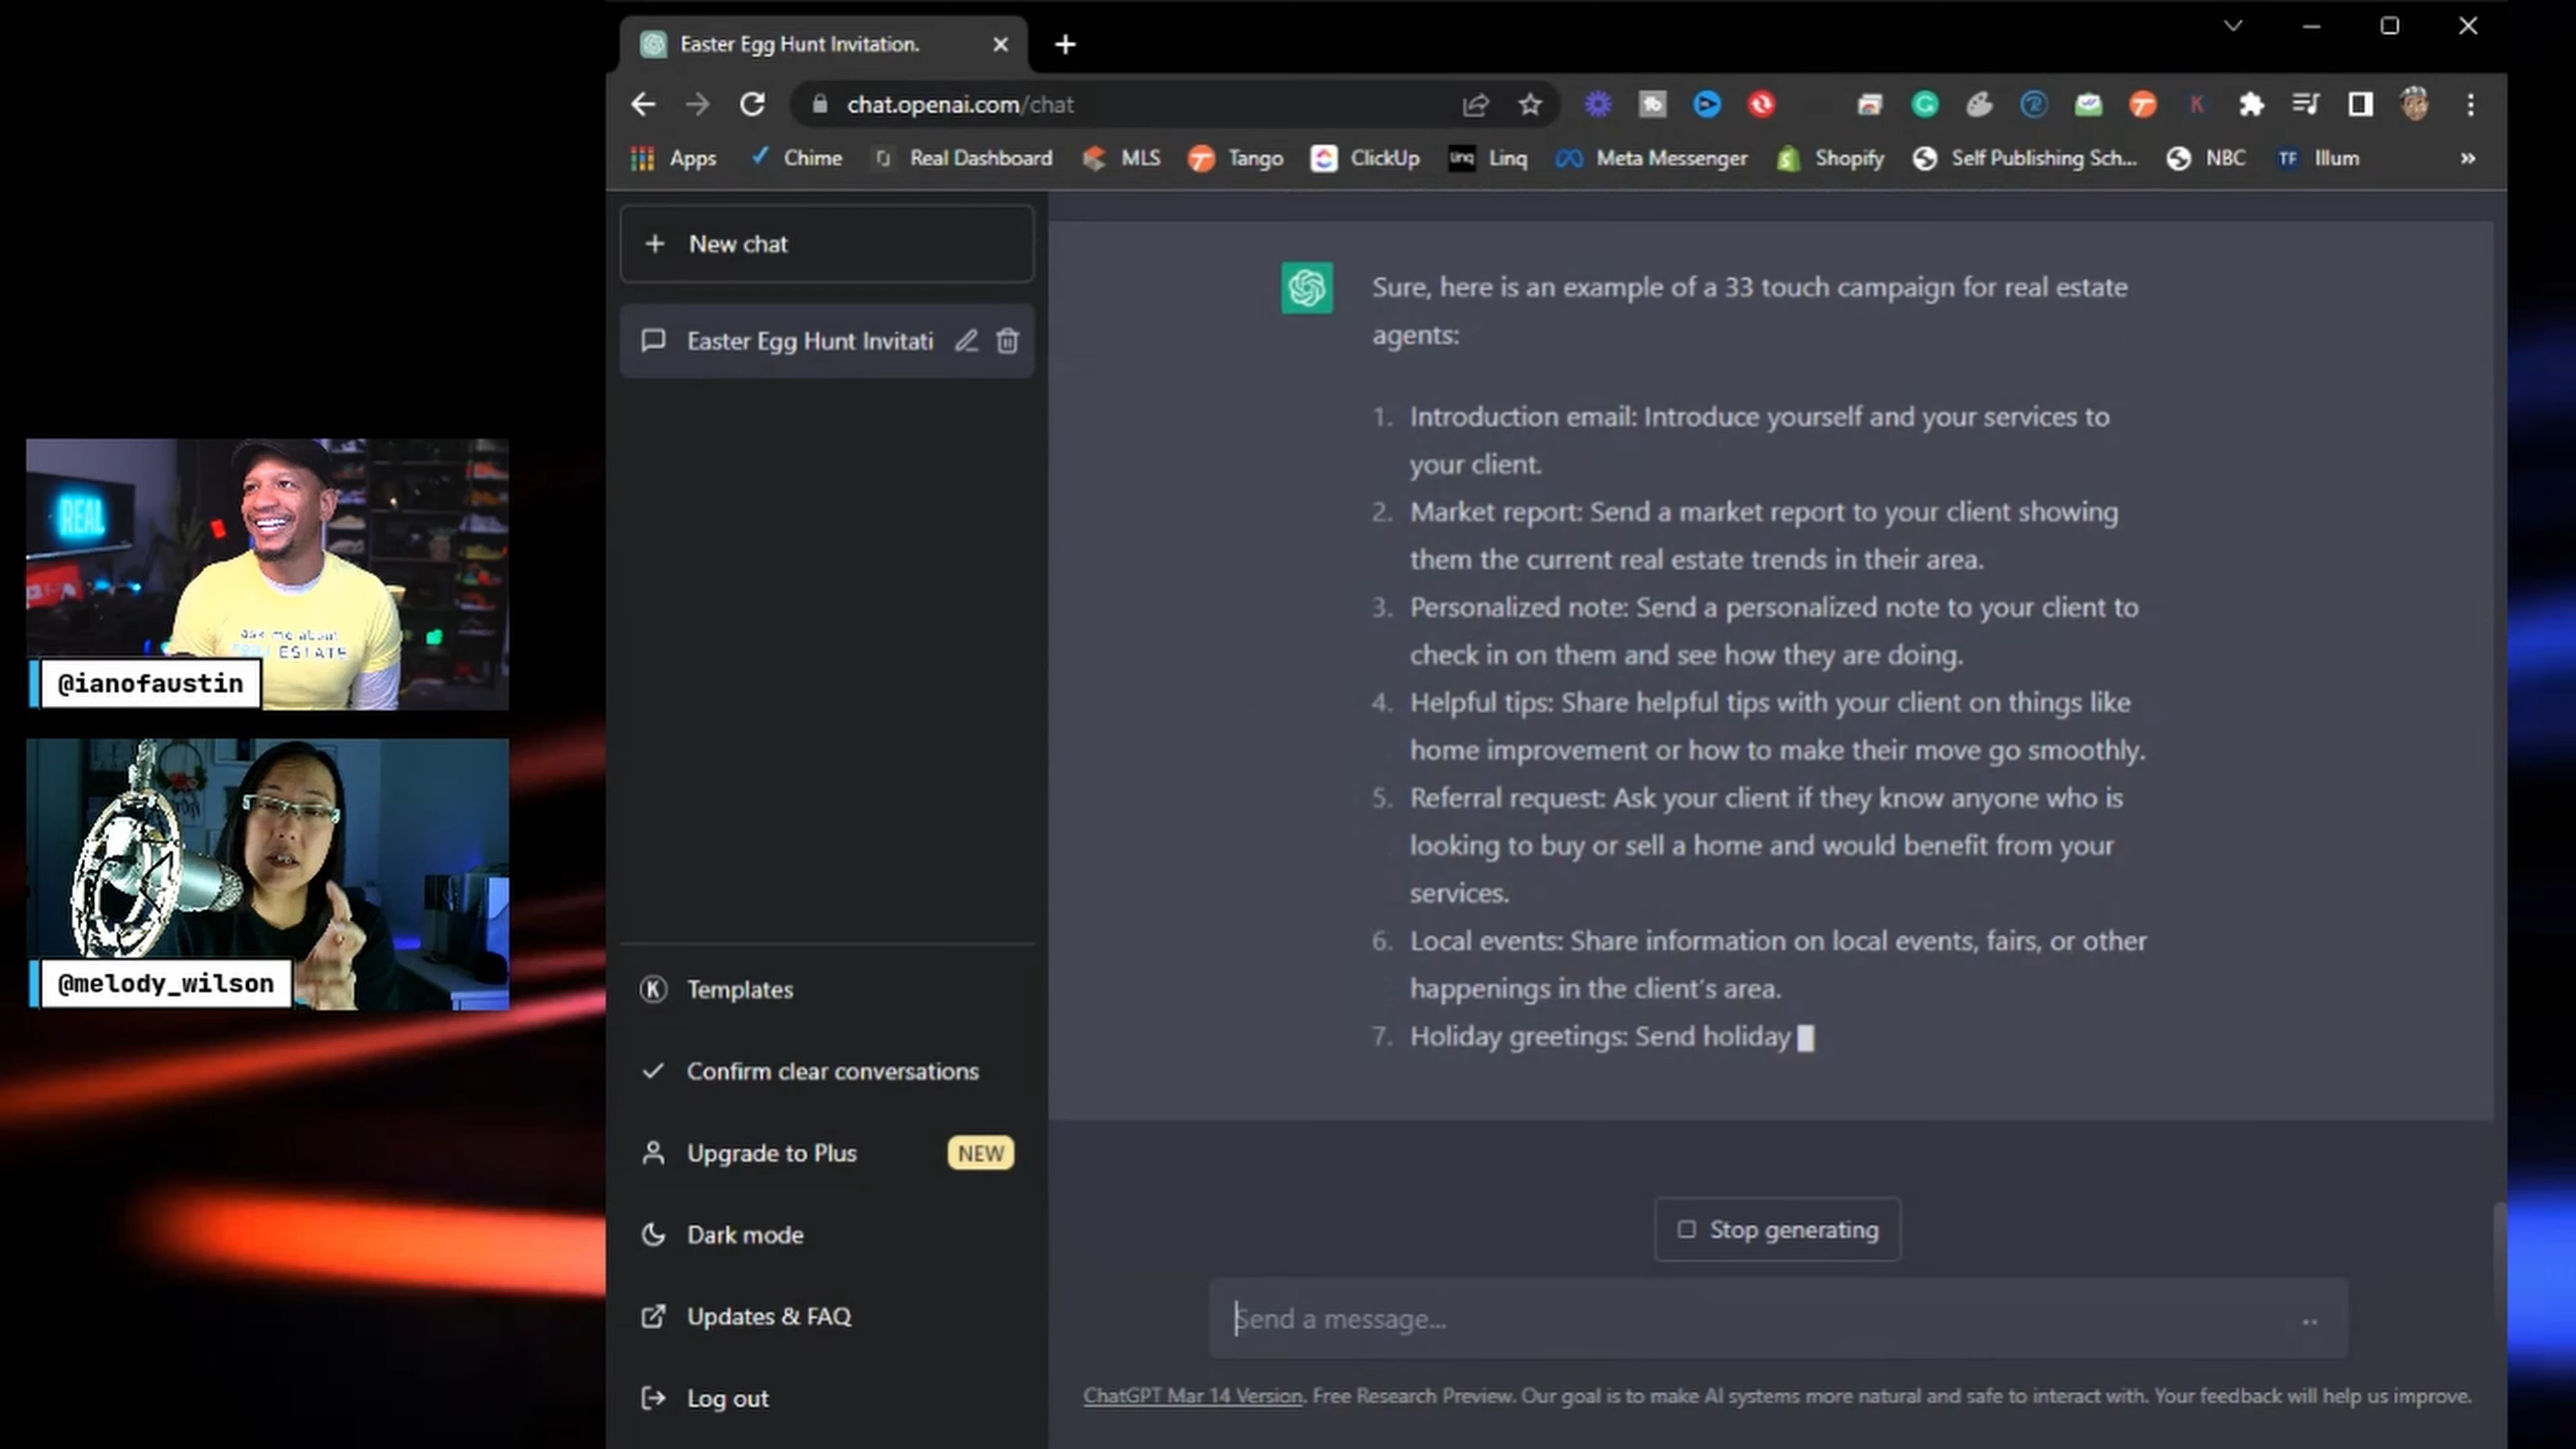 Easter Egg Hunt Invitation.
chat.openai.com/chat
Apps
Chime
Real Dashboard
MLS
Tango
ClickUp
Linq
Meta Messenger
Shopify
Self Publishing Sch...
NBC
TF
Illum
»
New chat
Easter Egg Hunt Invitati
Sure, here is an example of a 33 touch campaign for real estate
agents:
1. Introduction email: Introduce yourself and your services to
your client.
2. Market report: Send a market report to your client showing
them the current real estate trends in their area.
3. Personalized note: Send a personalized note to your client to
check in on them and see how they are doing.
4. Helpful tips: Share helpful tips with your client on things like
home improvement or how to make their move go smoothly.
5. Referral request: Ask your client if they know anyone who is
looking to buy or sell a home and would benefit from your
services.
6. Local events: Share information on local events, fairs, or other
happenings in the client's area.
7. Holiday greetings: Send holiday
REAL
ask me about
real ESTATE
@ianofaustin
@melody_wilson
Templates
Confirm clear conversations
Upgrade to Plus
NEW
Dark mode
Updates & FAQ
Log out
Stop generating
Send a message...
ChatGPT Mar 14 Version. Free Research Preview. Our goal is to make AI systems more natural and safe to interact with. Your feedback will help us improve.